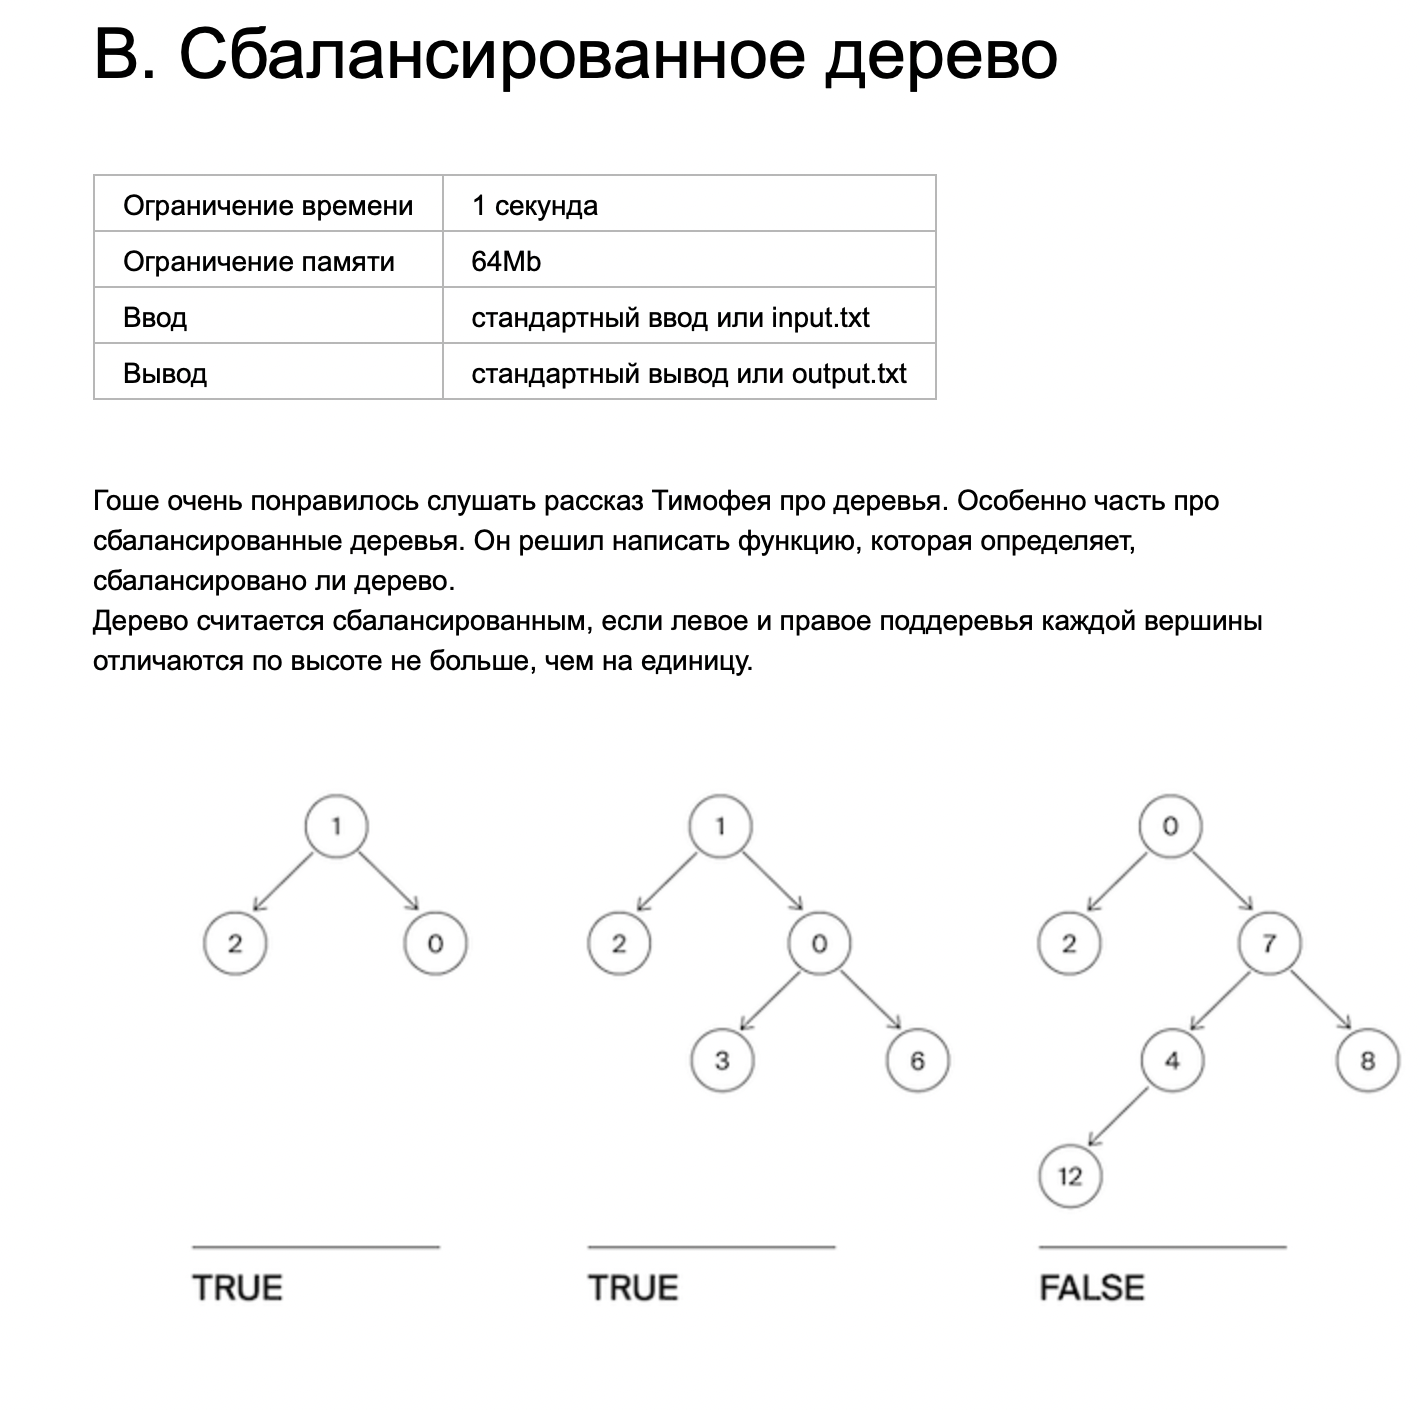 В. Сбалансированное дерево
Ограничение времени 1 секунда
Ограничение памяти 64Mb
Ввод стандартный ввод или input.txt
Вывод стандартный вывод или output.txt
Гоше очень понравилось слушать рассказ Тимофея про деревья. Особенно часть про
сбалансированные деревья. Он решил написать функцию, которая определяет,
сбалансировано ли дерево.
Дерево считается сбалансированным, если левое и правое поддеревья каждой вершины
отличаются по высоте не больше, чем на единицу.
1 1 0
2 0 2 0 2 7
3 6 4 8
12
TRUE TRUE FALSE